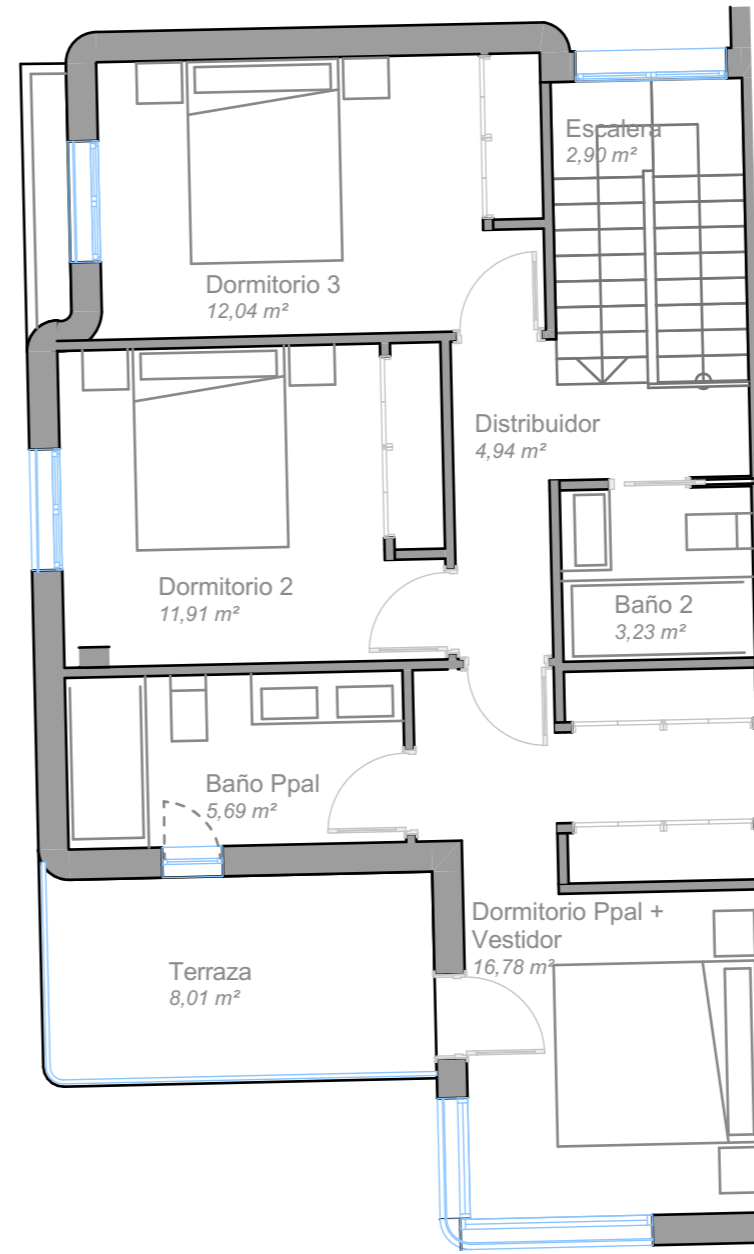 Escalera
2,90 m²
Dormitorio 3
12,04 m²
Distribuidor
4,94 m²
Dormitorio 2
11,91 m²
Baño 2
3,23 m²
Baño Ppal
5,69 m²
Dormitorio Ppal +
Vestidor
16,78 m²
Terraza
8,01 m²